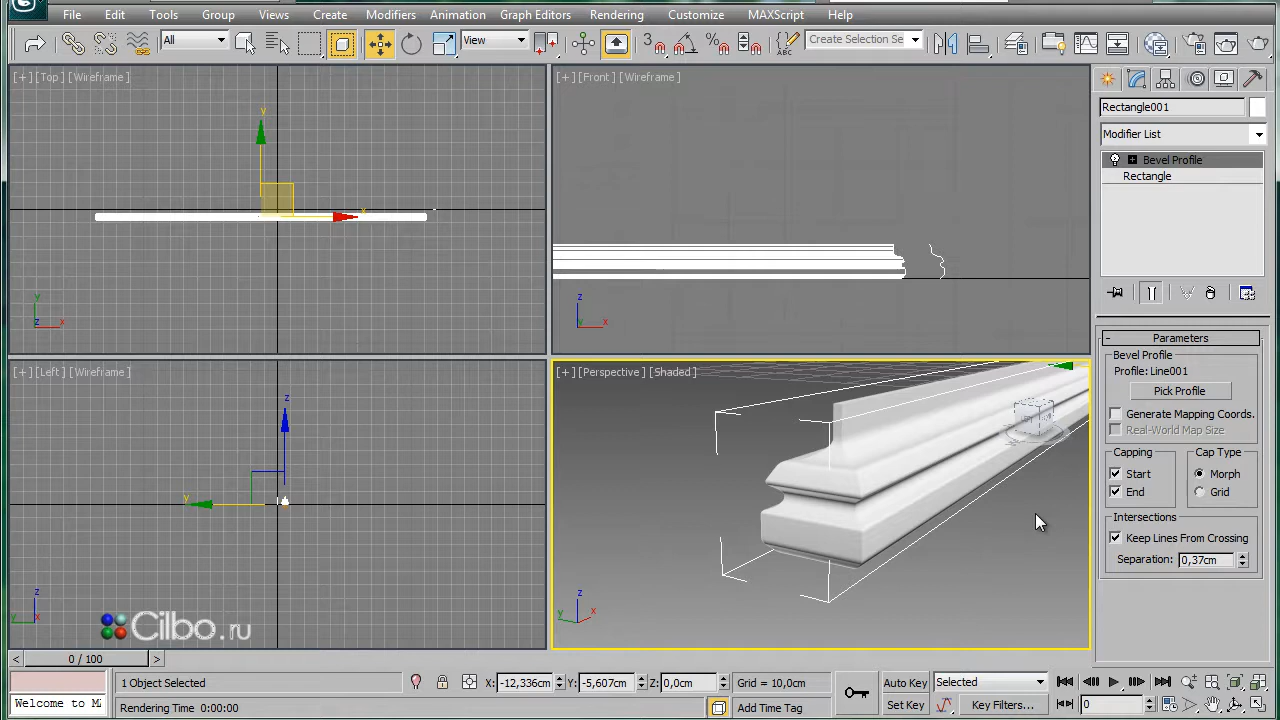 File Edit Tools Group Views Create Modifiers Animation Graph Editors Rendering Customize MAXScript Help
All View Create Selection Se
[+] [Top] [Wireframe]
[+] [Front] [Wireframe]
y
x
y
z x
z
x
Rectangle001
Modifier List
Bevel Profile
Rectangle
[+] [Left] [Wireframe]
z
y
z
y x
[+] [Perspective] [Shaded]
z
y x
Parameters
Bevel Profile
Profile: Line001
Pick Profile
Generate Mapping Coords.
Real-World Map Size
Capping
Start
End
Cap Type
Morph
Grid
Intersections
Keep Lines From Crossing
Separation: 0,37cm
Cilbo.ru
0 / 100
1 Object Selected X: -12,336cm Y: -5,607cm Z: 0,0cm Grid = 10,0cm Auto Key Selected
Welcome to M Rendering Time 0:00:00 Add Time Tag Set Key Key Filters... 0